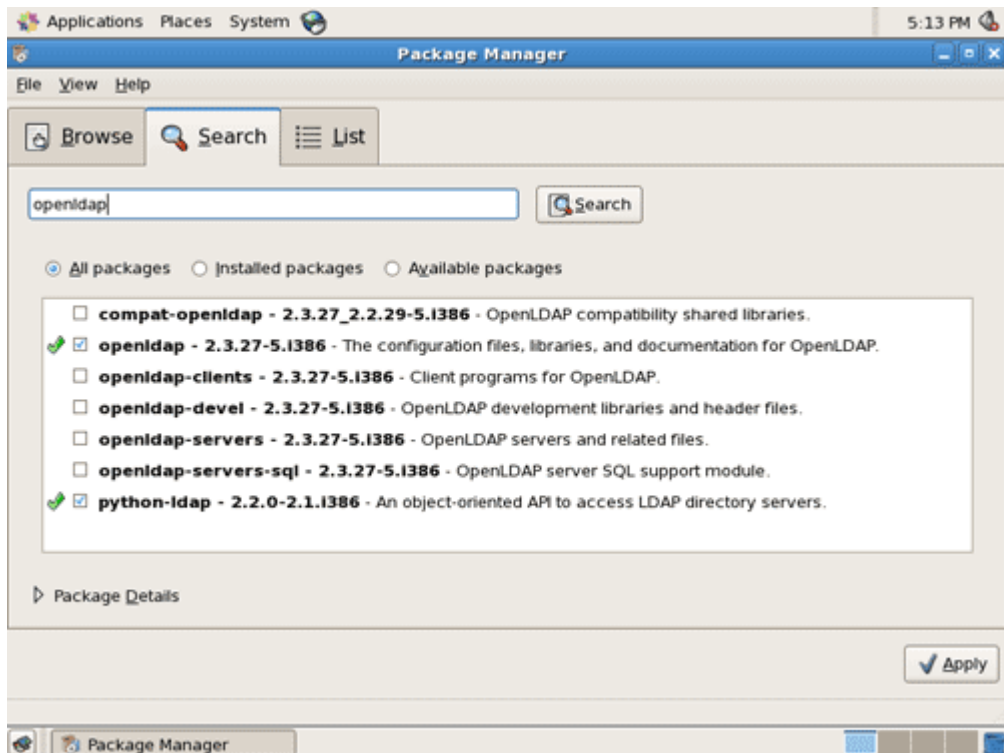 Applications Places System 5:13 PM
Package Manager
File View Help
Browse Search List
openldap Search
All packages Installed packages Available packages
compat-openldap - 2.3.27_2.2.29-5.i386 - OpenLDAP compatibility shared libraries.
openldap - 2.3.27-5.i386 - The configuration files, libraries, and documentation for OpenLDAP.
openldap-clients - 2.3.27-5.i386 - Client programs for OpenLDAP.
openldap-devel - 2.3.27-5.i386 - OpenLDAP development libraries and header files.
openldap-servers - 2.3.27-5.i386 - OpenLDAP servers and related files.
openldap-servers-sql - 2.3.27-5.i386 - OpenLDAP server SQL support module.
python-ldap - 2.2.0-2.1.i386 - An object-oriented API to access LDAP directory servers.
Package Details
Apply
Package Manager